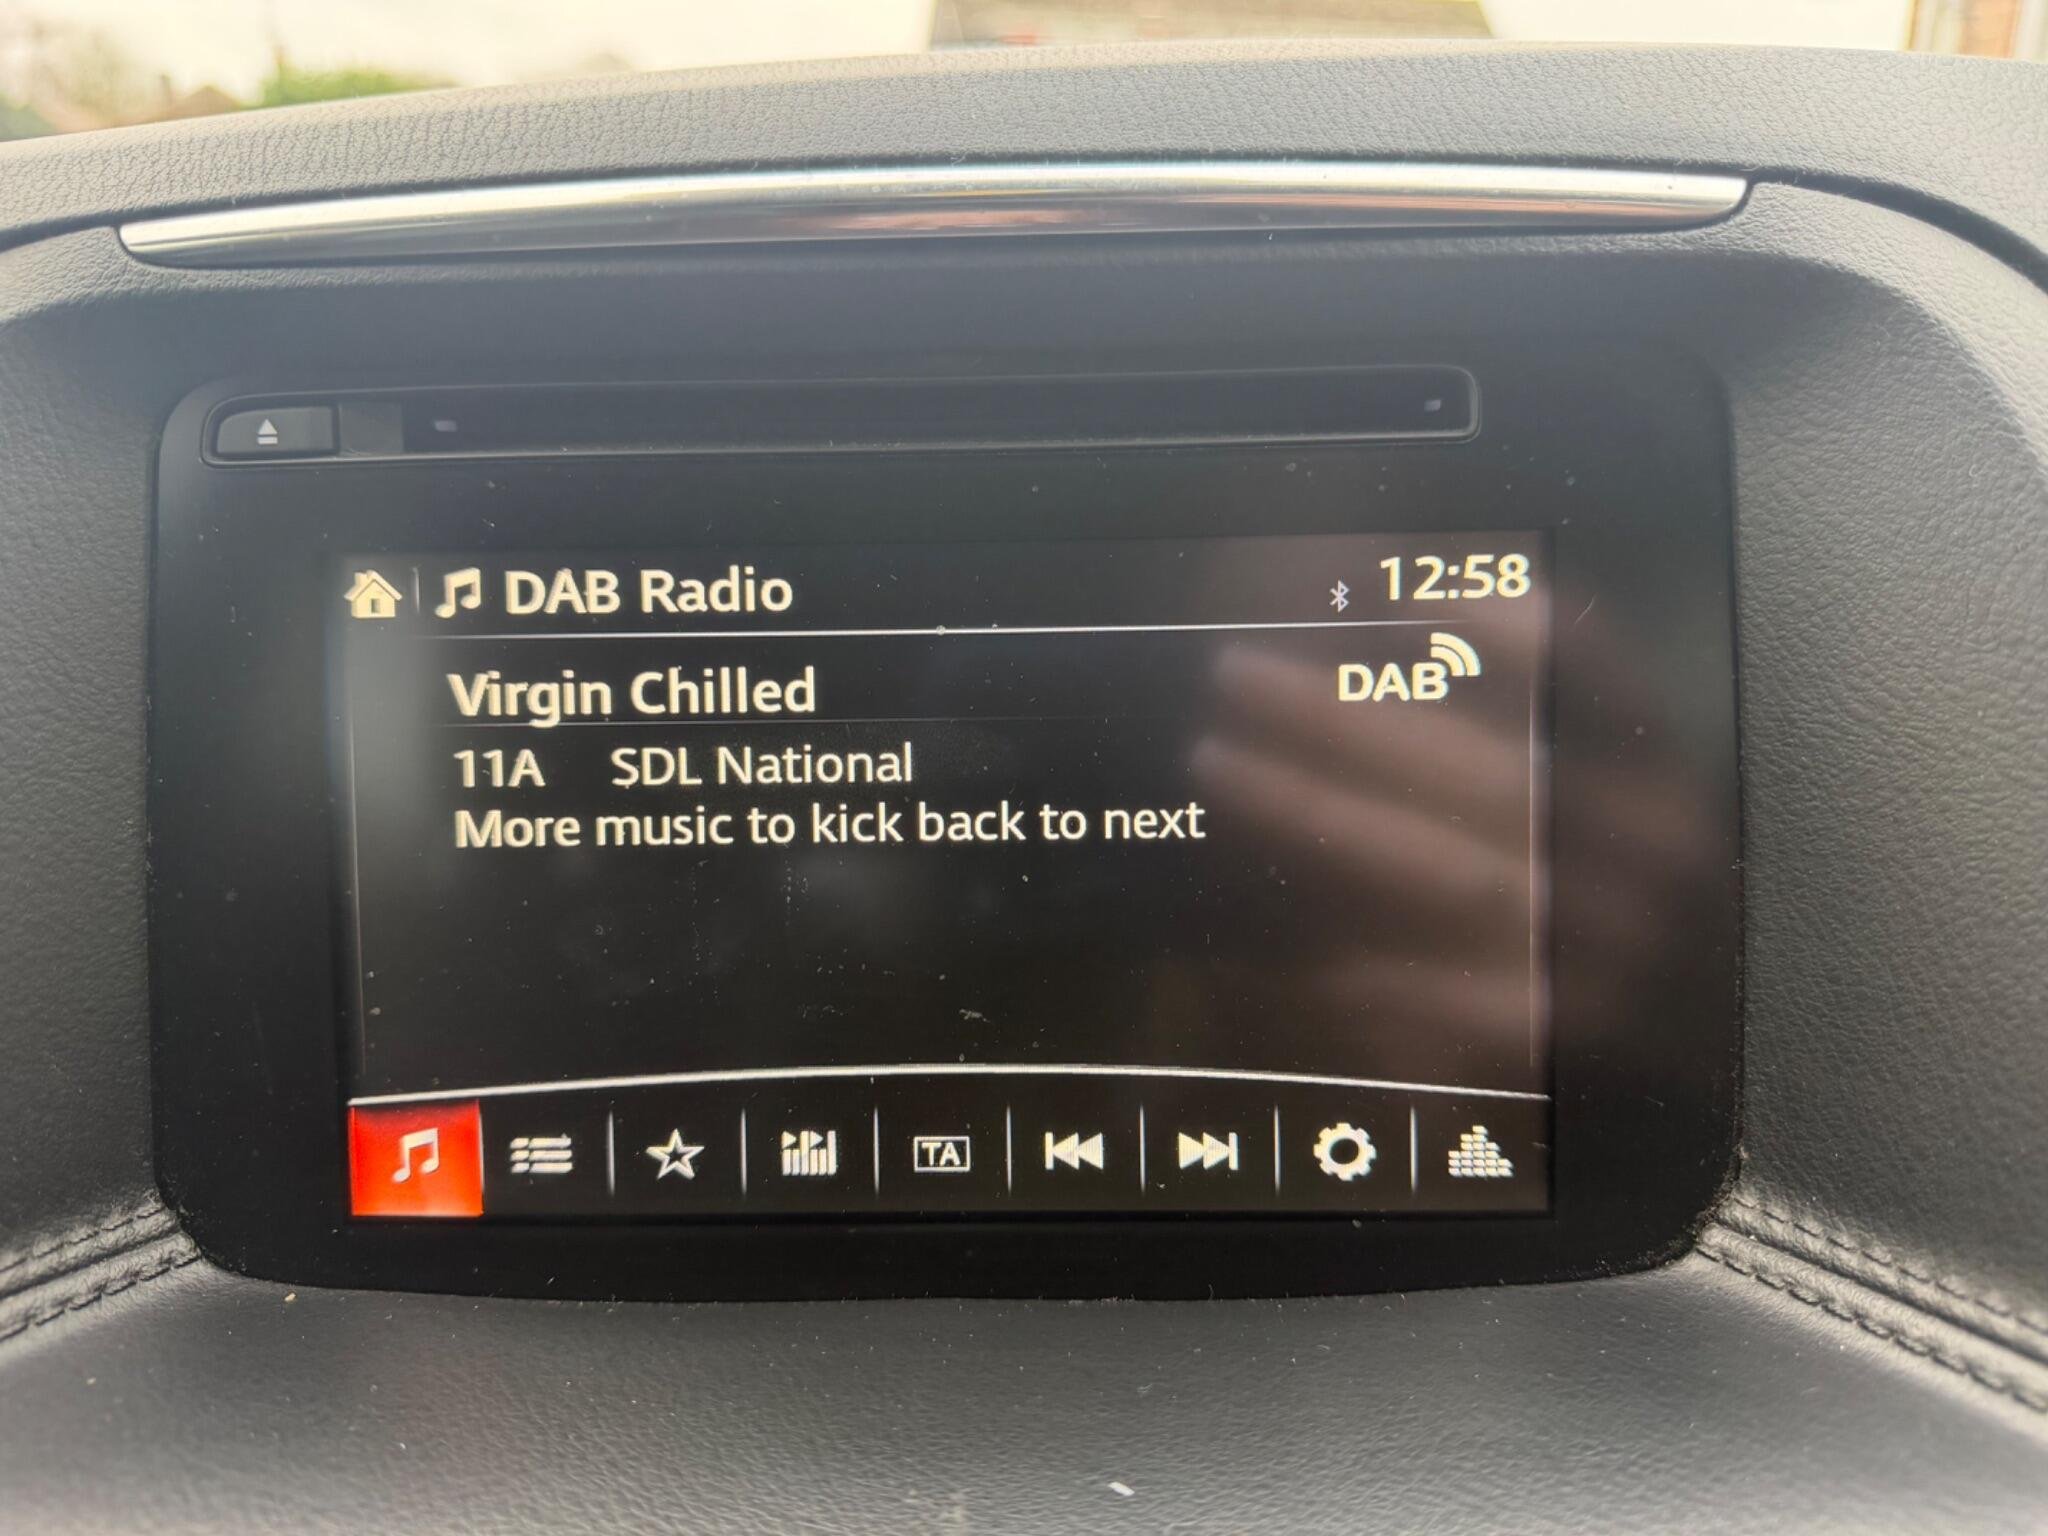 DAB Radio 12:58
Virgin Chilled DAB
11A SDL National
More music to kick back to next
TA